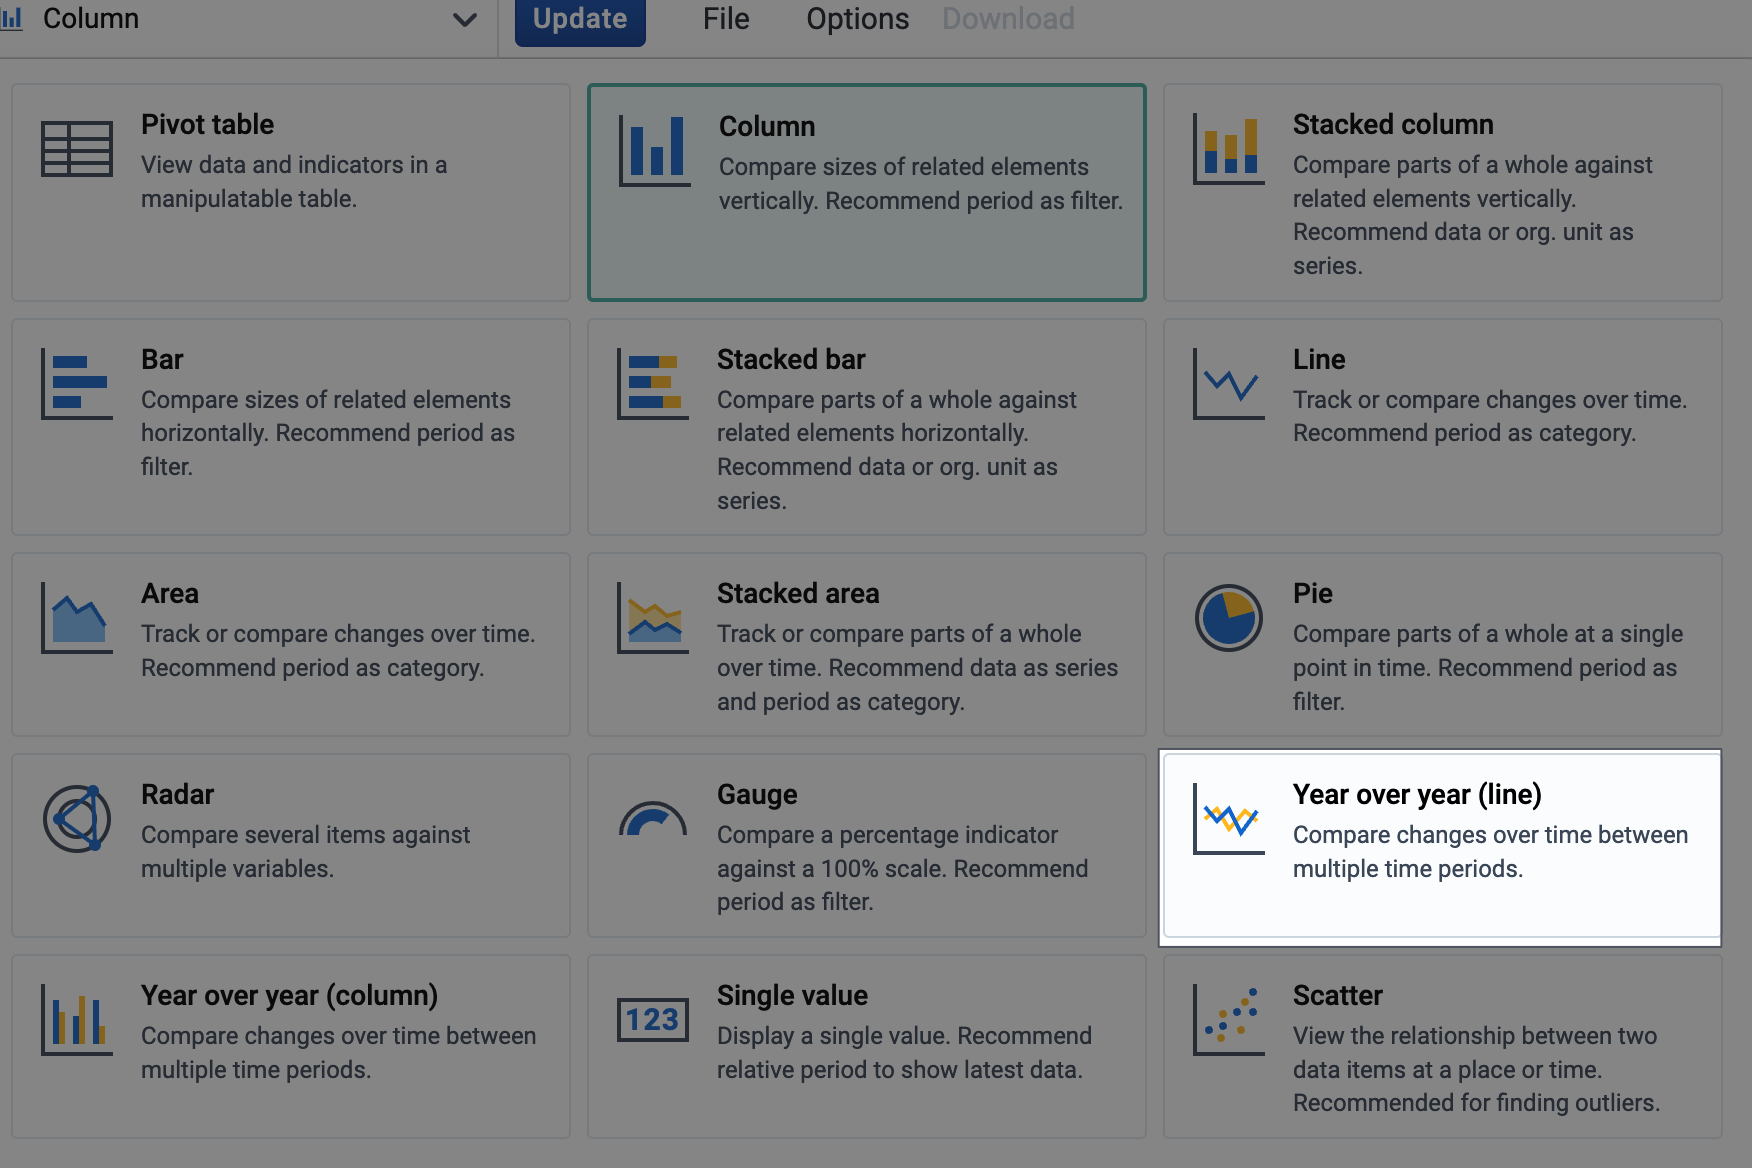 Column
Update
File
Options
Download
Pivot table
View data and indicators in a
manipulatable table.
Column
Compare sizes of related elements
vertically. Recommend period as filter.
Stacked column
Compare parts of a whole against
related elements vertically.
Recommend data or org. unit as
series.
Bar
Compare sizes of related elements
horizontally. Recommend period as
filter.
Stacked bar
Compare parts of a whole against
related elements horizontally.
Recommend data or org. unit as
series.
Line
Track or compare changes over time.
Recommend period as category.
Area
Track or compare changes over time.
Recommend period as category.
Stacked area
Track or compare parts of a whole
over time. Recommend data as series
and period as category.
Pie
Compare parts of a whole at a single
point in time. Recommend period as
filter.
Radar
Compare several items against
multiple variables.
Gauge
Compare a percentage indicator
against a 100% scale. Recommend
period as filter.
Year over year (line)
Compare changes over time between
multiple time periods.
Year over year (column)
Compare changes over time between
multiple time periods.
123
Single value
Display a single value. Recommend
relative period to show latest data.
Scatter
View the relationship between two
data items at a place or time.
Recommended for finding outliers.